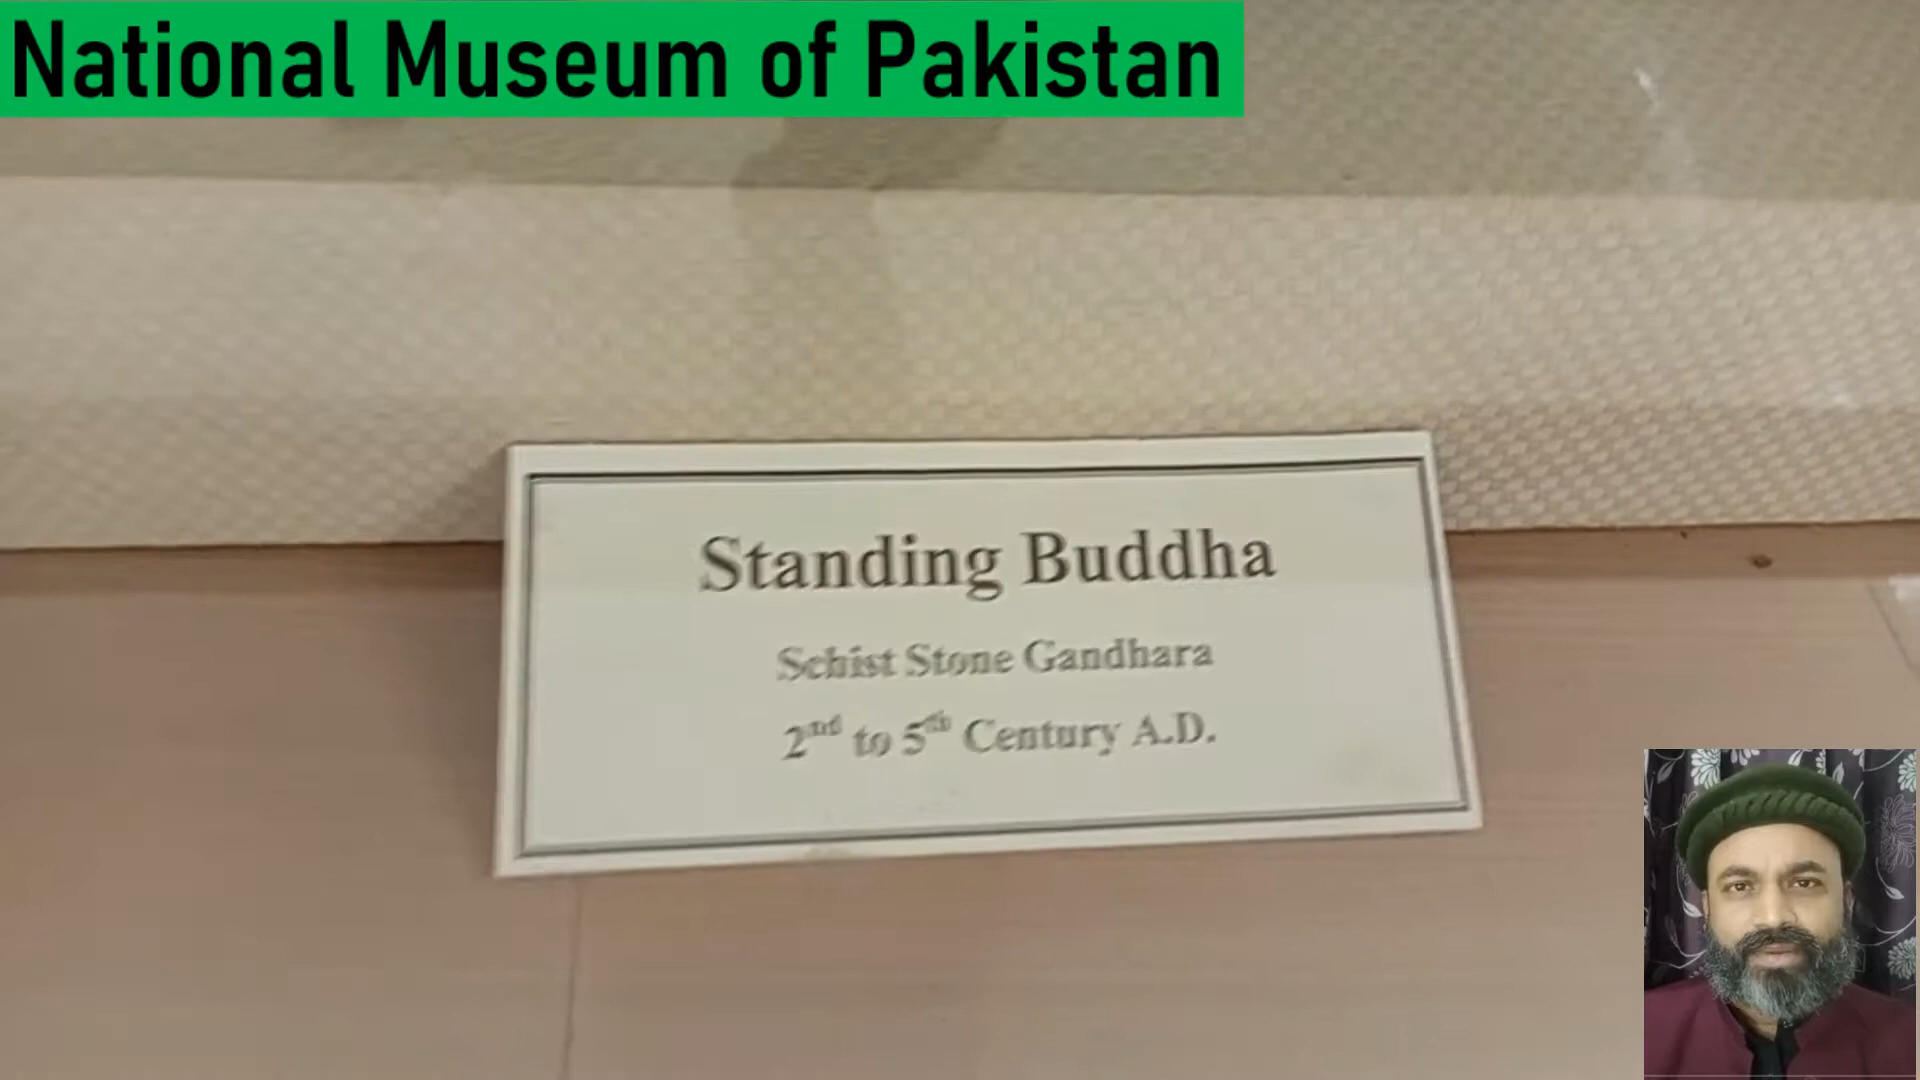 National Museum of Pakistan
Standing Buddha
Schist Stone Gandhara
2nd to 5th Century A.D.